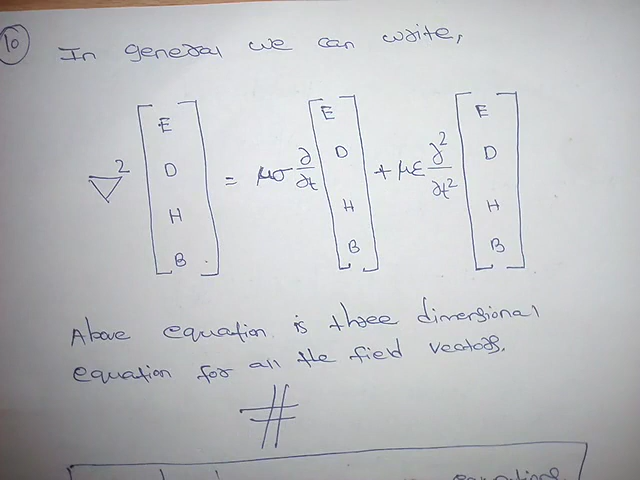 10
In general we can write,
∇² [E D H B] = μσ ∂/∂t [E D H B] + με ∂²/∂t² [E D H B]
Above equation is three dimensional
equation for all the field vectors.
#